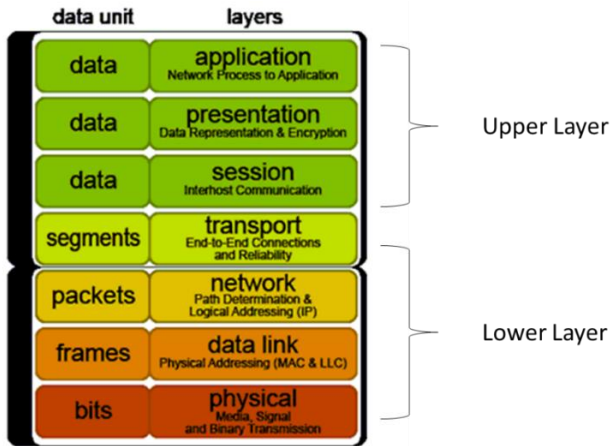 data unit layers
data application
Network Process to Application
data presentation
Data Representation & Encryption
data session
Interhost Communication
Upper Layer
segments transport
End-to-End Connections
and Reliability
packets network
Path Determination &
Logical Addressing (IP)
frames data link
Physical Addressing (MAC & LLC)
bits physical
Media, Signal
and Binary Transmission
Lower Layer